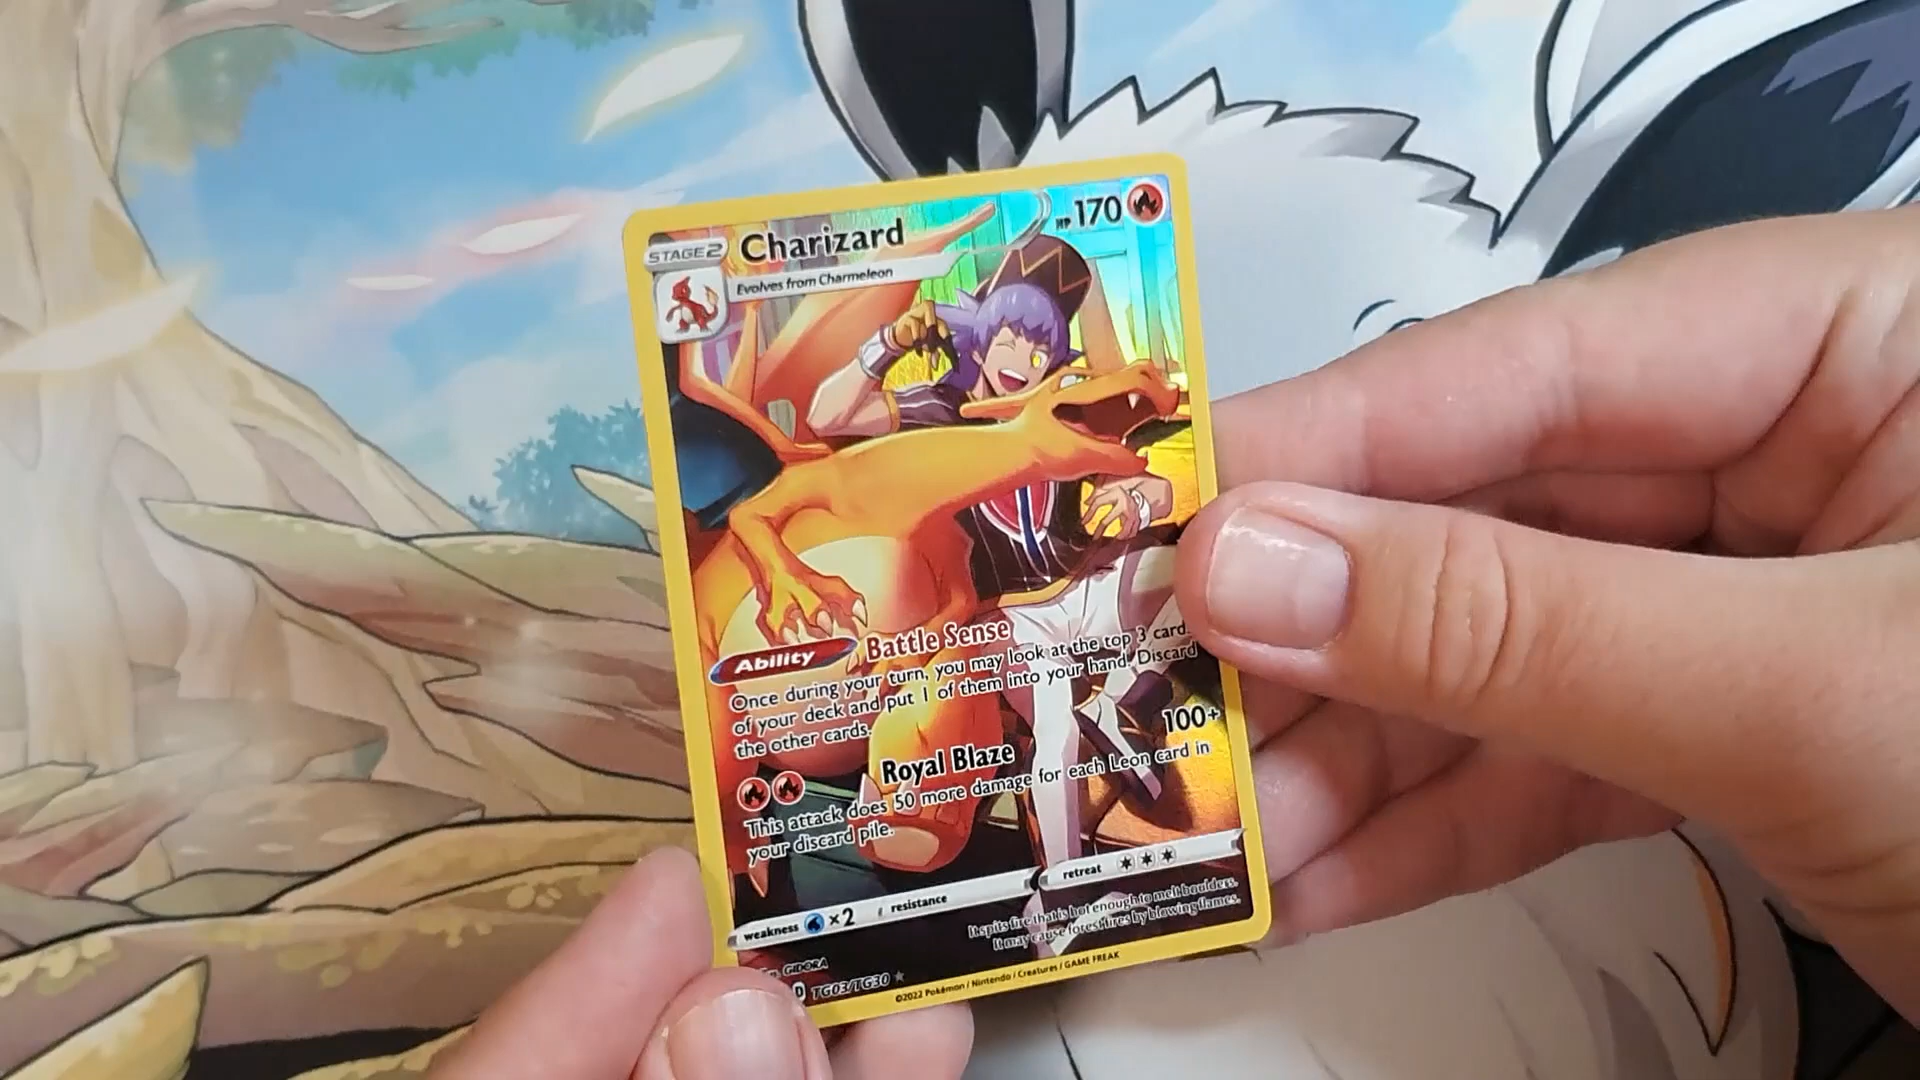 STAGE2 Charizard HP 170
Evolves from Charmeleon
Ability Battle Sense
Once during your turn, you may look at the top 3 card
of your deck and put 1 of them into your hand. Discard
the other cards.
Royal Blaze 100+
This attack does 50 more damage for each Leon card in
your discard pile.
weakness ×2 resistance retreat
It spits fire that is hot enough to melt boulders.
It may cause forest fires by blowing flames.
GIDORA
D TG03/TG30
©2022 Pokémon / Nintendo / Creatures / GAME FREAK